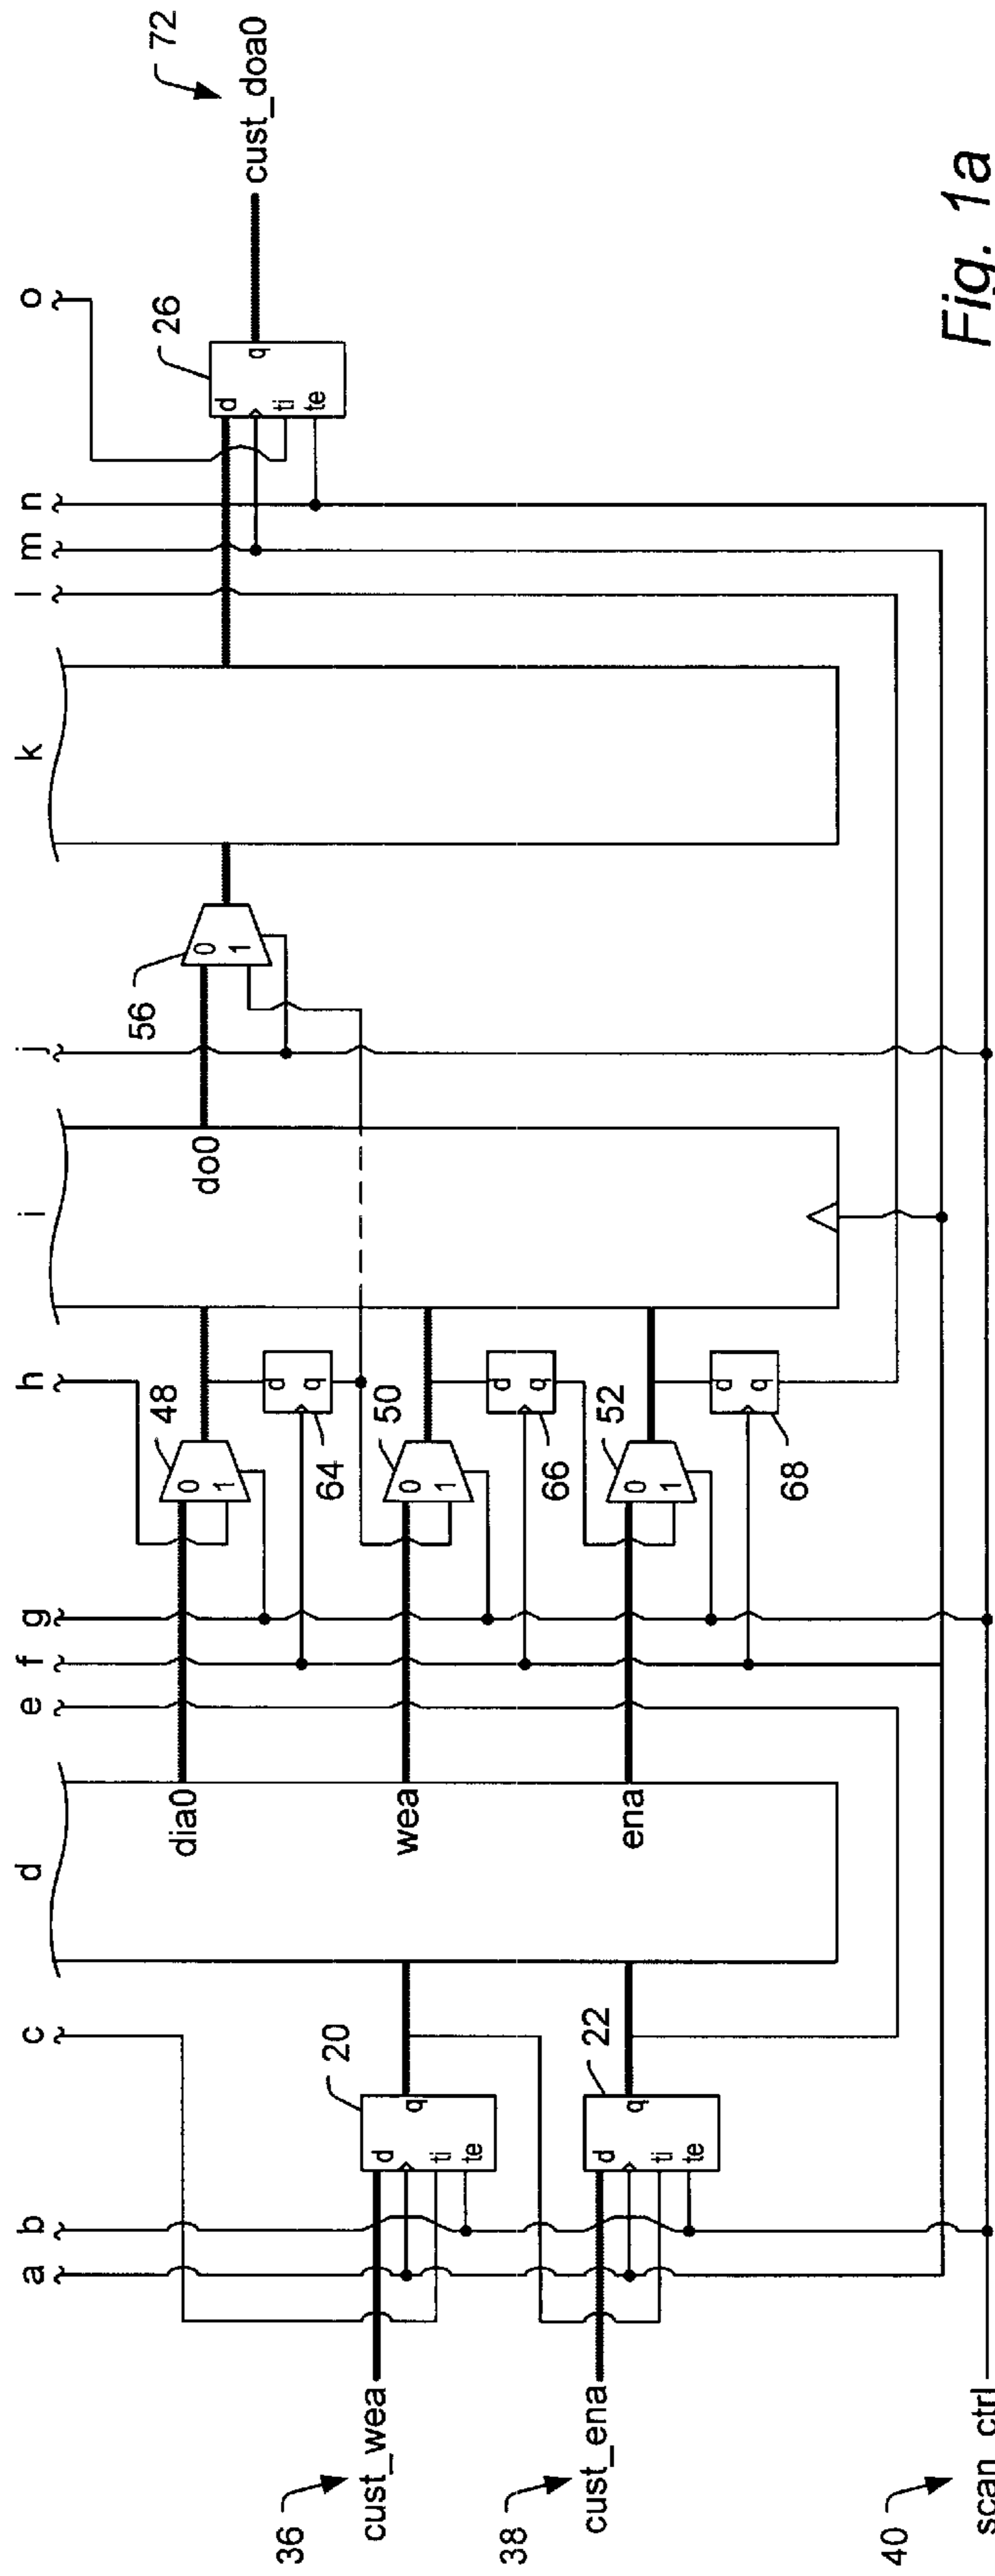 a b c d e f g h i j k l m n o
36
cust_wea
20
d
q
ti
te
38
cust_ena
22
d
q
ti
te
40
scan_ctrl
dia0
wea
ena
48
0
1
d
q
64
50
0
1
d
q
66
52
0
1
d
q
68
do0
56
0
1
26
d
q
ti
te
72
cust_doa0
Fig. 1a